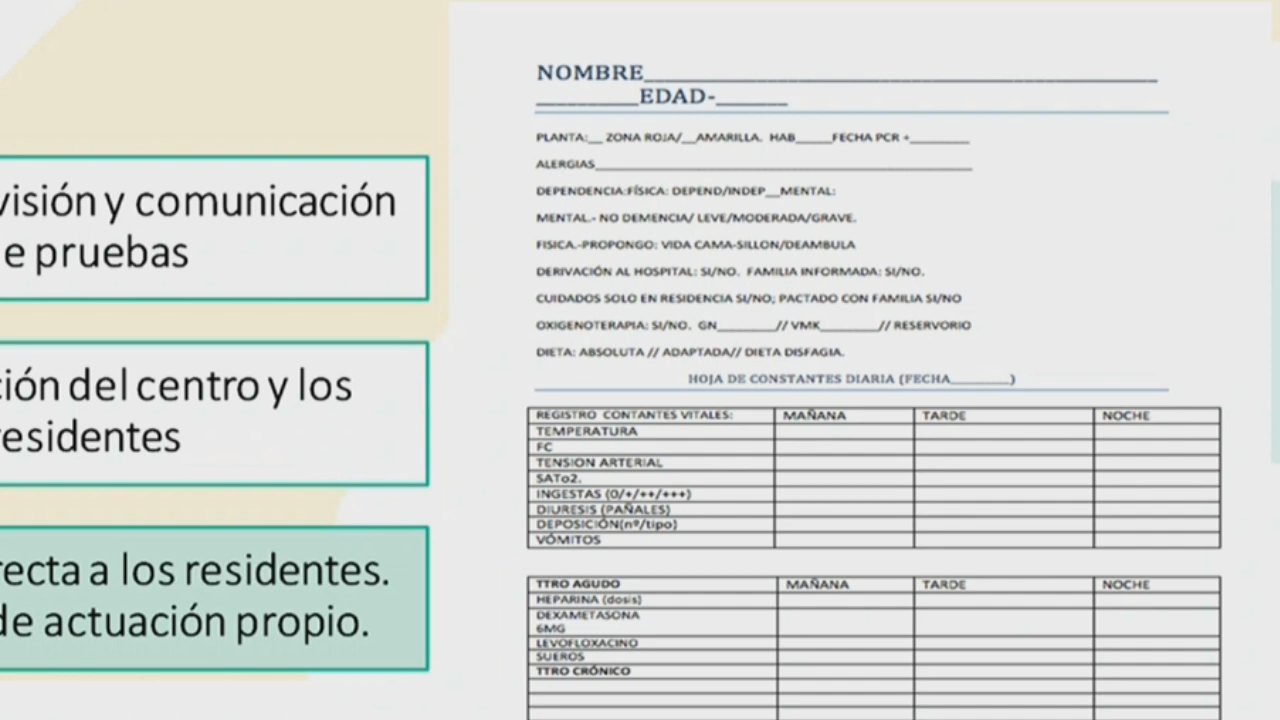 visión y comunicación
e pruebas
ción del centro y los
residentes
recta a los residentes.
de actuación propio.
NOMBRE___________________________________________
_________EDAD-______
PLANTA:__ ZONA ROJA/__AMARILLA. HAB_____FECHA PCR +________
ALERGIAS___________________________________________________
DEPENDENCIA:FÍSICA: DEPEND/INDEP__MENTAL:
MENTAL.- NO DEMENCIA/ LEVE/MODERADA/GRAVE.
FISICA.-PROPONGO: VIDA CAMA-SILLON/DEAMBULA
DERIVACIÓN AL HOSPITAL: SI/NO. FAMILIA INFORMADA: SI/NO.
CUIDADOS SOLO EN RESIDENCIA SI/NO; PACTADO CON FAMILIA SI/NO
OXIGENOTERAPIA: SI/NO. GN________// VMK________// RESERVORIO
DIETA: ABSOLUTA // ADAPTADA// DIETA DISFAGIA.
HOJA DE CONSTANTES DIARIA (FECHA________)
REGISTRO CONTANTES VITALES: MAÑANA TARDE NOCHE
TEMPERATURA
FC
TENSION ARTERIAL
SATo2.
INGESTAS (0/+/++/+++)
DIURESIS (PAÑALES)
DEPOSICIÓN(nº/tipo)
VÓMITOS
TTRO AGUDO MAÑANA TARDE NOCHE
HEPARINA (dosis)
DEXAMETASONA
6MG
LEVOFLOXACINO
SUEROS
TTRO CRÓNICO